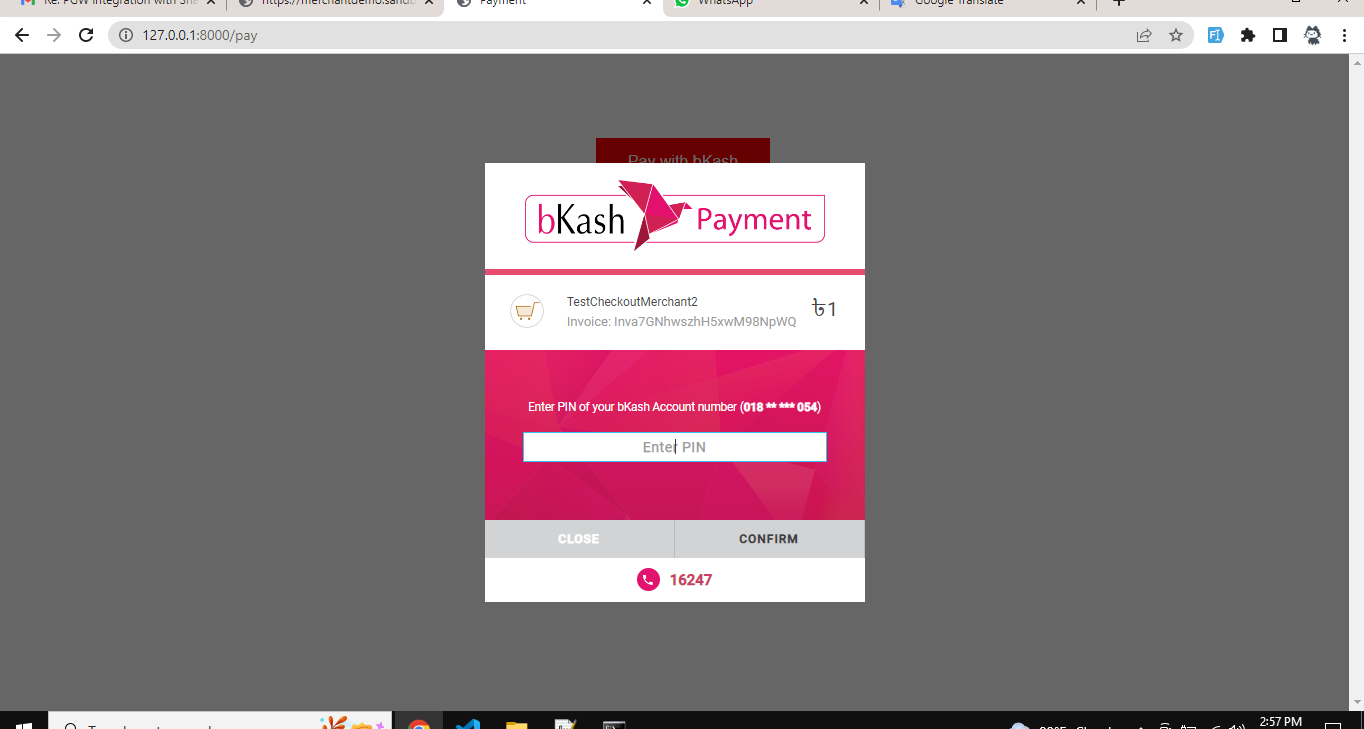 Re: PGW Integration with Sha
https://merchantdemo.sandb
Payment
WhatsApp
Google Translate
127.0.0.1:8000/pay
Pay with bKash
bKash Payment
TestCheckoutMerchant2
৳1
Invoice: Inva7GNhwszhH5xwM98NpWQ
Enter PIN of your bKash Account number (018 ** *** 054)
Enter PIN
CLOSE
CONFIRM
16247
2:57 PM